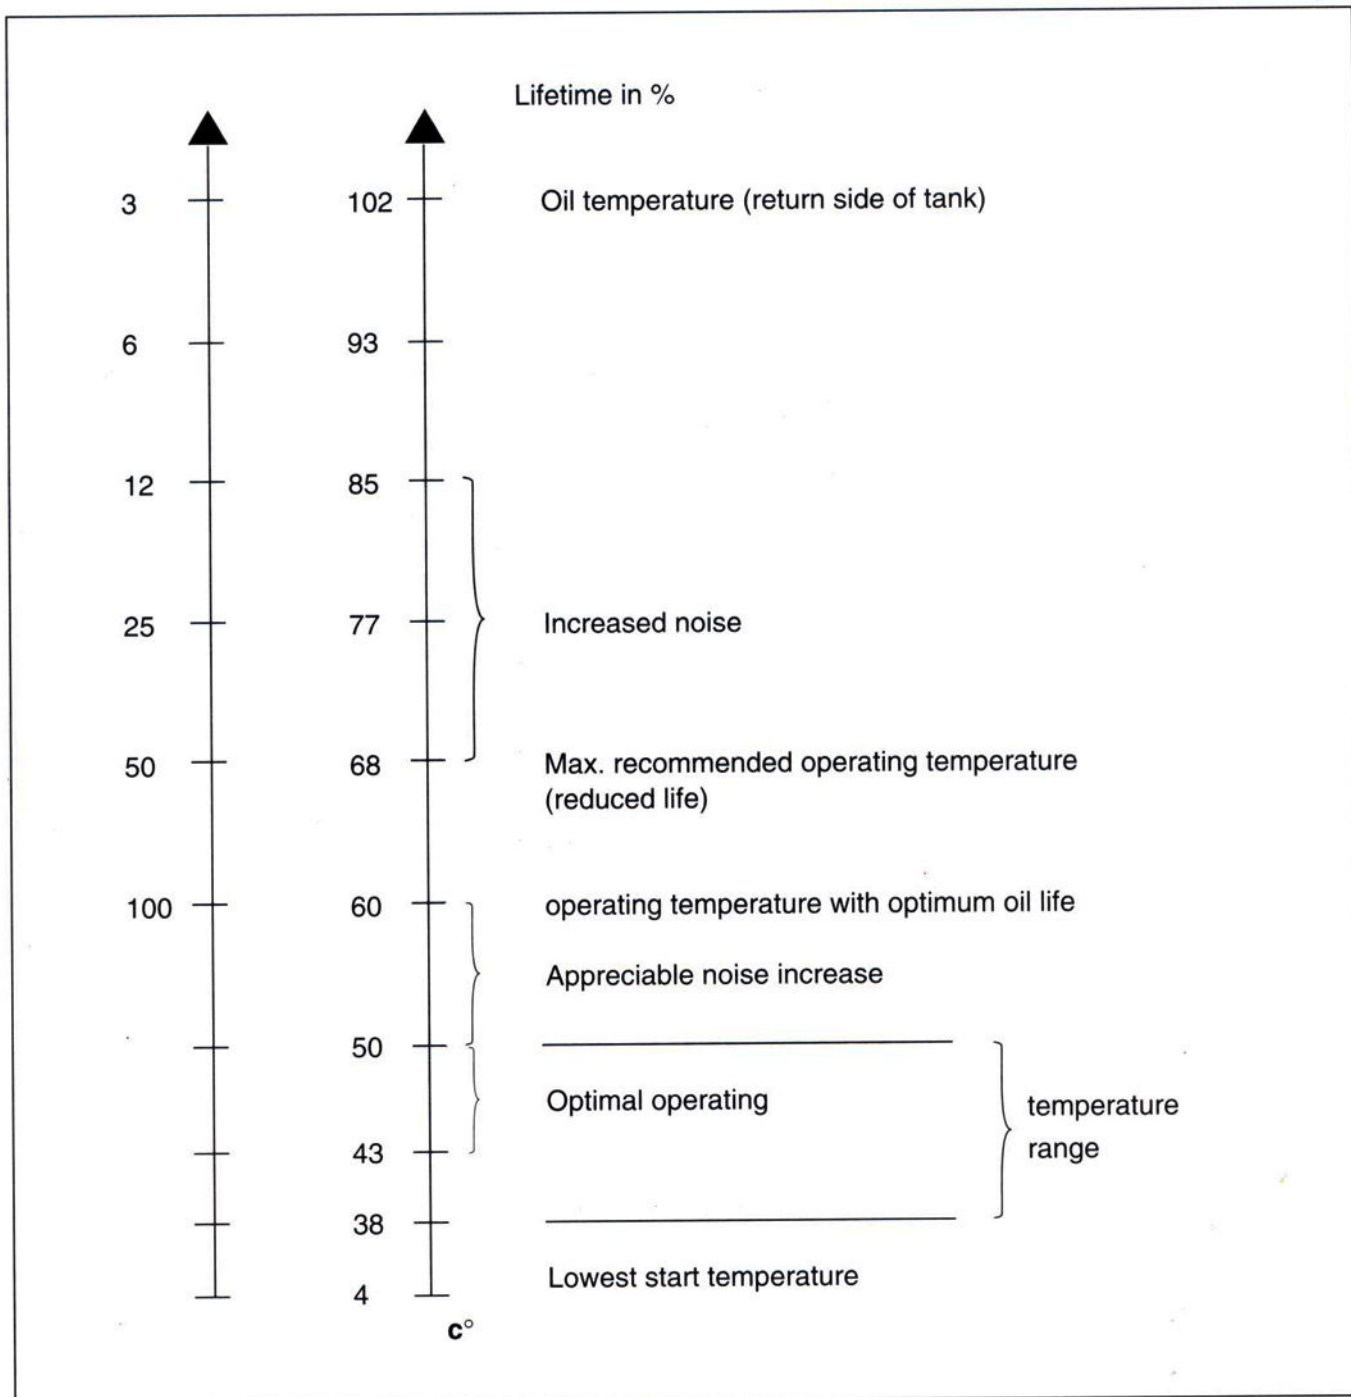 Lifetime in %
3 102 Oil temperature (return side of tank)
6 93
12 85
25 77 Increased noise
50 68 Max. recommended operating temperature
(reduced life)
100 60 operating temperature with optimum oil life
Appreciable noise increase
50
Optimal operating temperature
43 range
38
4 Lowest start temperature
c°